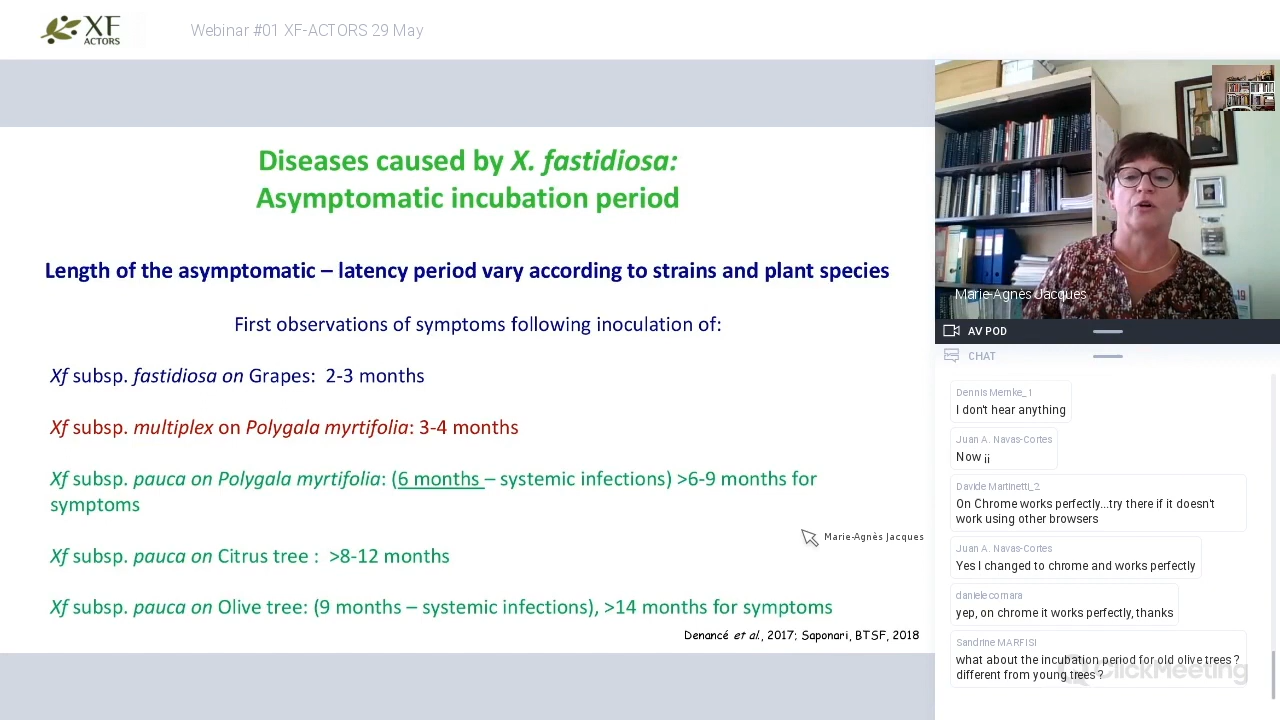 XF
ACTORS
Webinar #01 XF-ACTORS 29 May
Diseases caused by X. fastidiosa:
Asymptomatic incubation period
Length of the asymptomatic – latency period vary according to strains and plant species
First observations of symptoms following inoculation of:
Xf subsp. fastidiosa on Grapes: 2-3 months
Xf subsp. multiplex on Polygala myrtifolia: 3-4 months
Xf subsp. pauca on Polygala myrtifolia: (6 months – systemic infections) >6-9 months for
symptoms
Xf subsp. pauca on Citrus tree : >8-12 months
Xf subsp. pauca on Olive tree: (9 months – systemic infections), >14 months for symptoms
Denancé et al., 2017; Saponari, BTSF, 2018
Marie-Agnès Jacques
Marie-Agnès Jacques
19
AV POD
CHAT
Dennis Mernke_1
I don't hear anything
Juan A. Navas-Cortes
Now ¡¡
Davide Martinetti_2
On Chrome works perfectly...try there if it doesn't
work using other browsers
Juan A. Navas-Cortes
Yes I changed to chrome and works perfectly
daniele cornara
yep, on chrome it works perfectly, thanks
Sandrine MARFISI
what about the incubation period for old olive trees ?
different from young trees ?
ClickMeeting